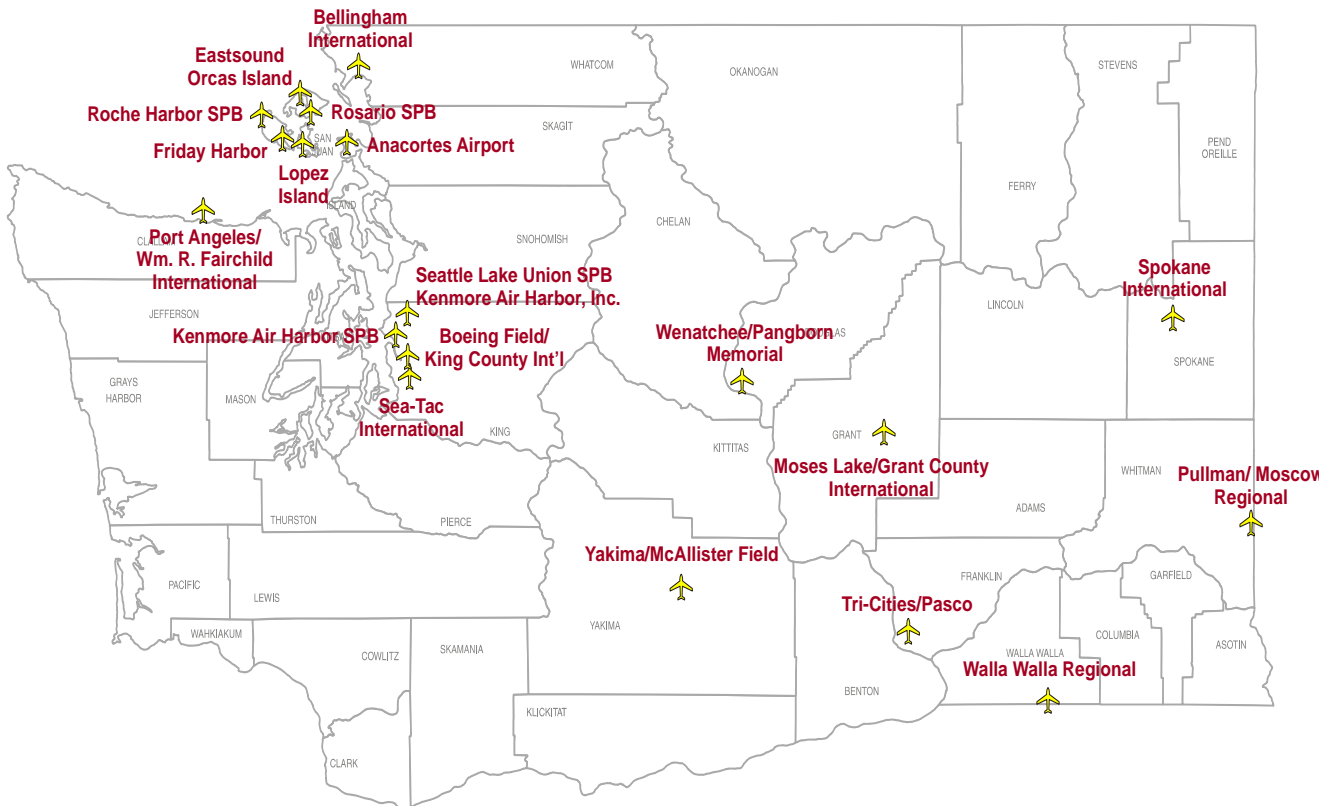 Bellingham
International
Eastsound
Orcas Island
WHATCOM
OKANOGAN
STEVENS
Roche Harbor SPB
Rosario SPB
SKAGIT
PEND
OREILLE
Friday Harbor
SAN
JUAN
Anacortes Airport
Lopez
Island
ISLAND
FERRY
CHELAN
Port Angeles/
Wm. R. Fairchild
International
CLALLAM
SNOHOMISH
Seattle Lake Union SPB
Kenmore Air Harbor, Inc.
Spokane
International
LINCOLN
JEFFERSON
Kenmore Air Harbor SPB
Boeing Field/
King County Int'l
Wenatchee/Pangborn
Memorial
DOUGLAS
SPOKANE
GRAYS
HARBOR
MASON
Sea-Tac
International
KING
KITTITAS
GRANT
Moses Lake/Grant County
International
WHITMAN
Pullman/ Moscow
Regional
THURSTON
PIERCE
ADAMS
Yakima/McAllister Field
PACIFIC
LEWIS
FRANKLIN
GARFIELD
Tri-Cities/Pasco
WAHKIAKUM
YAKIMA
COLUMBIA
ASOTIN
COWLITZ
SKAMANIA
WALLA WALLA
Walla Walla Regional
BENTON
KLICKITAT
CLARK